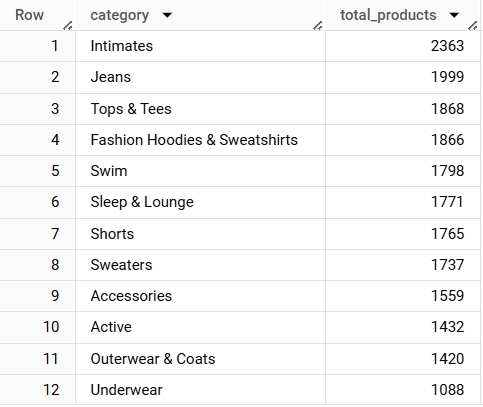 Row category total_products
1 Intimates 2363
2 Jeans 1999
3 Tops & Tees 1868
4 Fashion Hoodies & Sweatshirts 1866
5 Swim 1798
6 Sleep & Lounge 1771
7 Shorts 1765
8 Sweaters 1737
9 Accessories 1559
10 Active 1432
11 Outerwear & Coats 1420
12 Underwear 1088